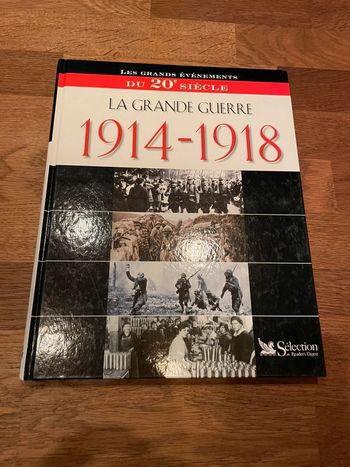 LES GRANDS ÉVÉNEMENTS
DU 20e SIÈCLE
LA GRANDE GUERRE
1914-1918
Sélection
du Reader's Digest